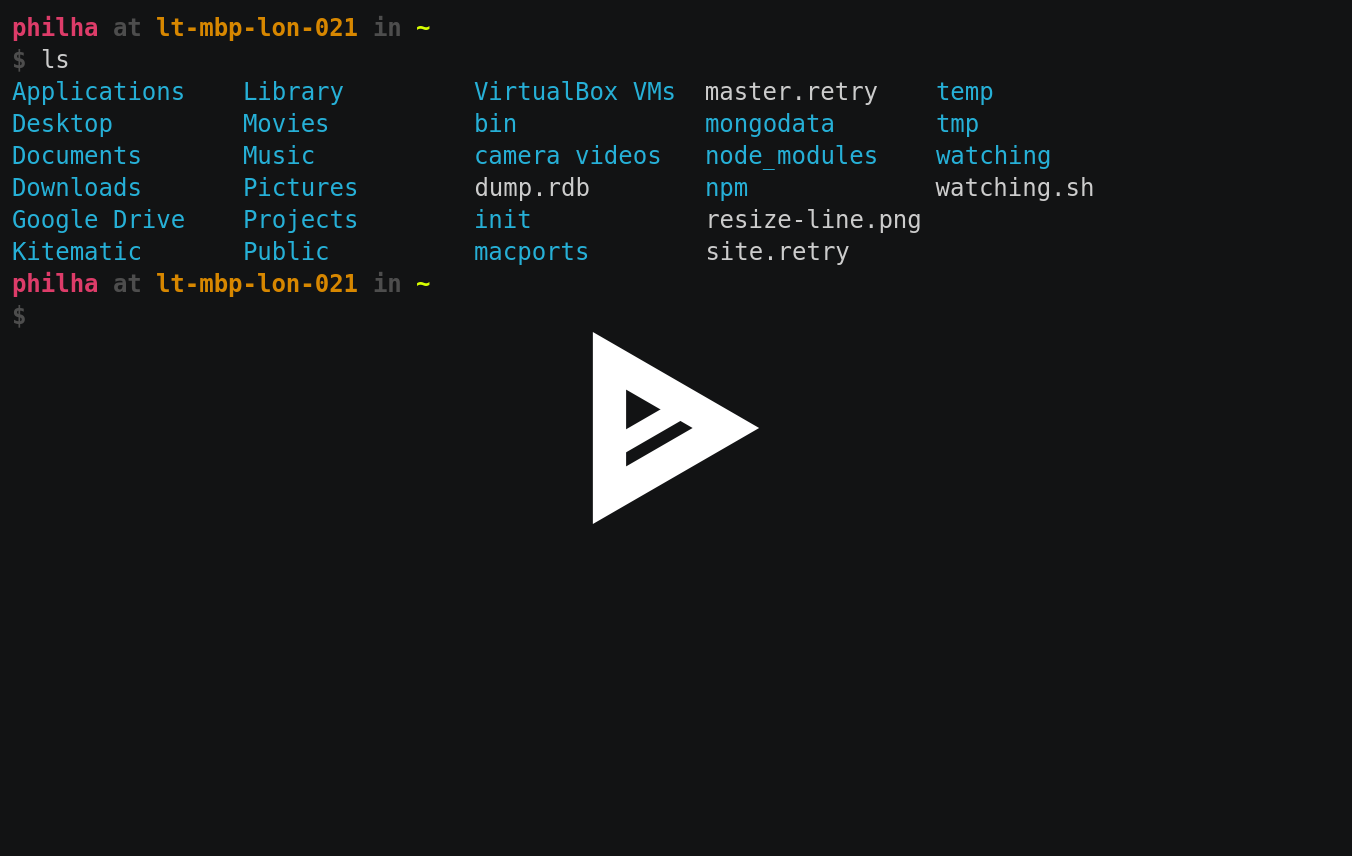 philha at lt-mbp-lon-021 in ~
$ ls
Applications    Library         VirtualBox VMs  master.retry    temp
Desktop         Movies          bin             mongodata       tmp
Documents       Music           camera videos   node_modules    watching
Downloads       Pictures        dump.rdb        npm             watching.sh
Google Drive    Projects        init            resize-line.png
Kitematic       Public          macports        site.retry
philha at lt-mbp-lon-021 in ~
$